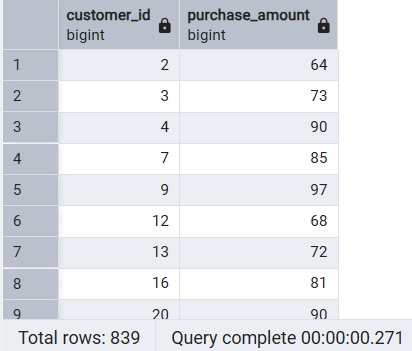 customer_id purchase_amount
bigint bigint
1 2 64
2 3 73
3 4 90
4 7 85
5 9 97
6 12 68
7 13 72
8 16 81
9 20 90
Total rows: 839 Query complete 00:00:00.271